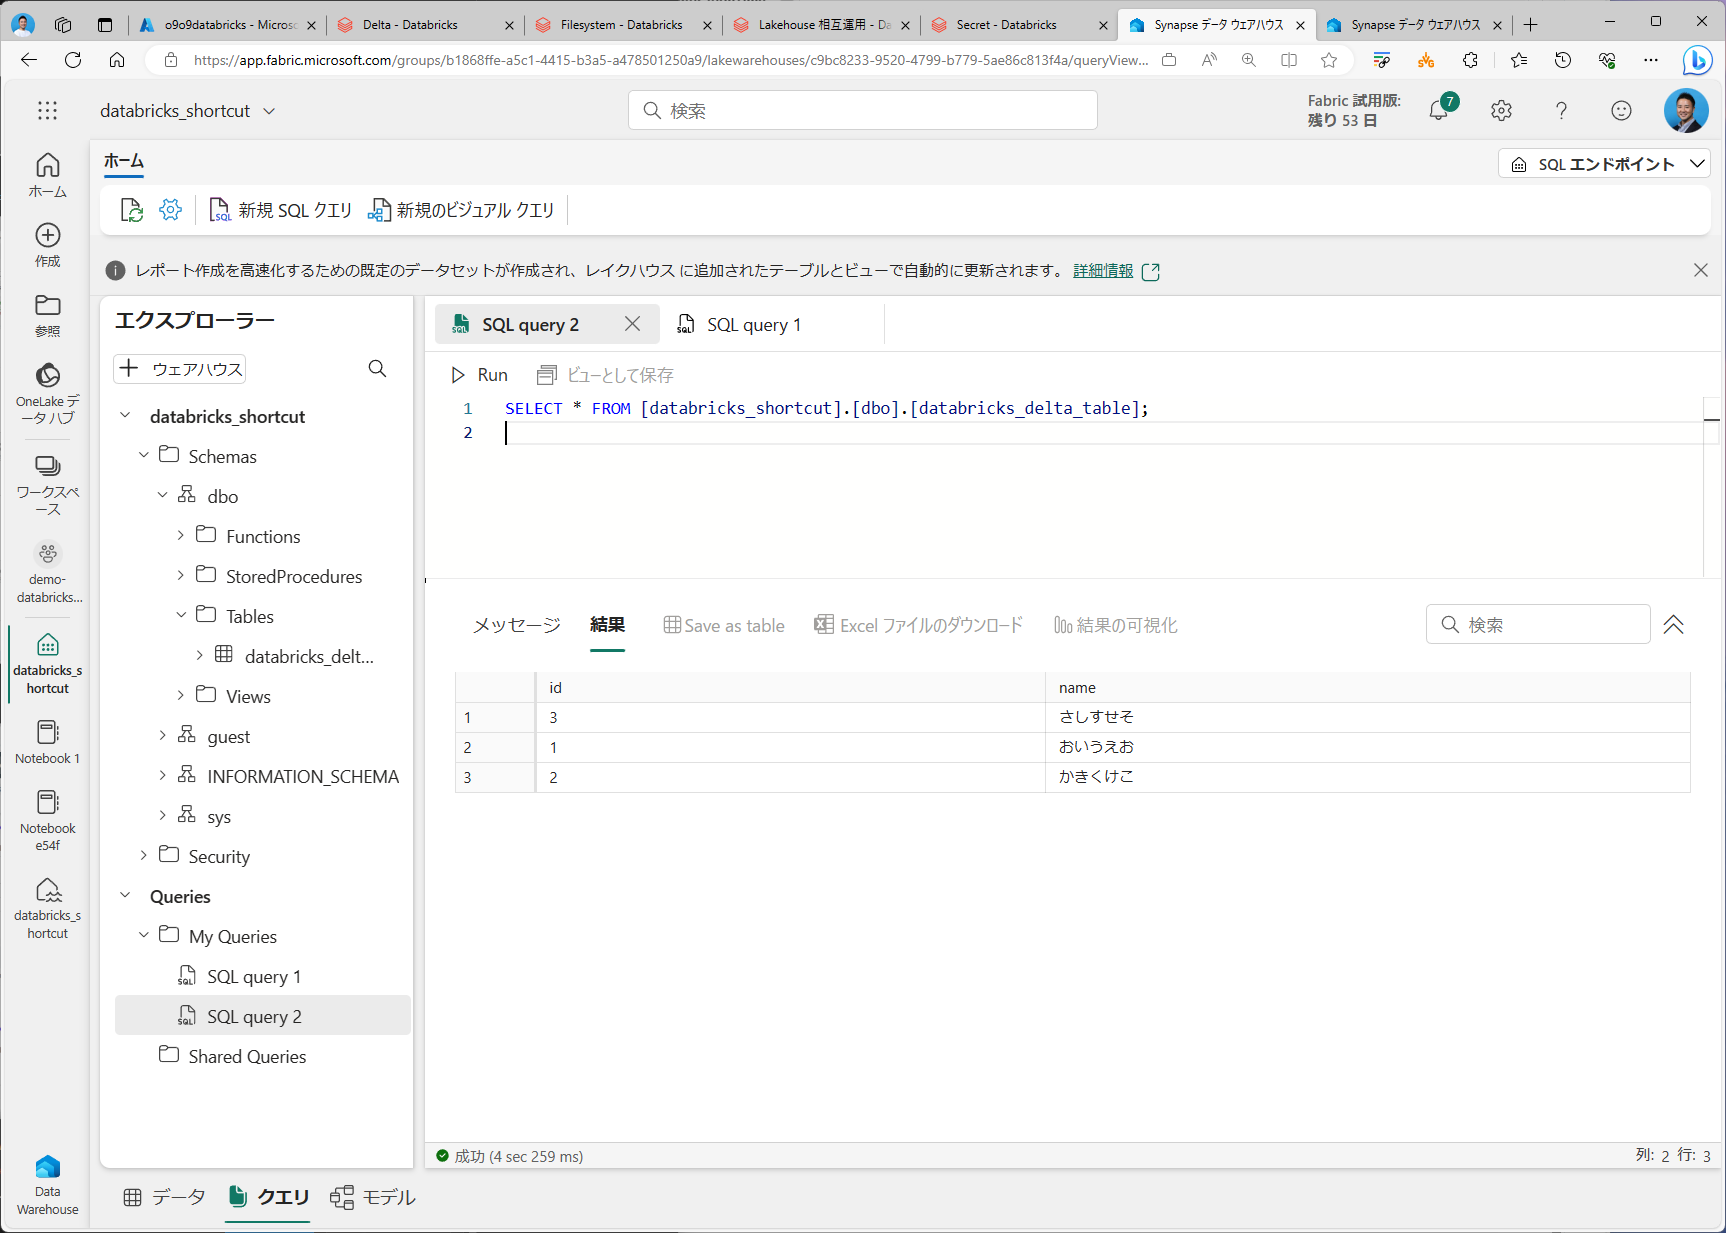 o9o9databricks - Microsc
Delta - Databricks
Filesystem - Databricks
Lakehouse 相互運用 - Da
Secret - Databricks
Synapse データ ウェアハウス
Synapse データ ウェアハウス
https://app.fabric.microsoft.com/groups/b1868ffe-a5c1-4415-b3a5-a478501250a9/lakewarehouses/c9bc8233-9520-4799-b779-5ae86c813f4a/queryView...
databricks_shortcut
検索
Fabric 試用版:
残り 53 日
7
ホーム
作成
参照
OneLake デ
ータ ハブ
ワークスペ
ース
demo-
databricks...
databricks_s
hortcut
Notebook 1
Notebook
e54f
databricks_s
hortcut
Data
Warehouse
ホーム
SQL エンドポイント
新規 SQL クエリ
新規のビジュアル クエリ
レポート作成を高速化するための既定のデータセットが作成され、レイクハウス に追加されたテーブルとビューで自動的に更新されます。 詳細情報
エクスプローラー
ウェアハウス
databricks_shortcut
Schemas
dbo
Functions
StoredProcedures
Tables
databricks_delt...
Views
guest
INFORMATION_SCHEMA
sys
Security
Queries
My Queries
SQL query 1
SQL query 2
Shared Queries
SQL query 2
SQL query 1
Run
ビューとして保存
1 SELECT * FROM [databricks_shortcut].[dbo].[databricks_delta_table];
2
メッセージ
結果
Save as table
Excel ファイルのダウンロード
結果の可視化
検索
id name
1 3 さしすせそ
2 1 おいうえお
3 2 かきくけこ
成功 (4 sec 259 ms)
列: 2 行: 3
データ
クエリ
モデル